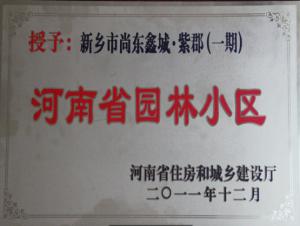 授予：新乡市尚东鑫城·紫郡(一期)
河南省园林小区
河南省住房和城乡建设厅
二〇一一年十二月